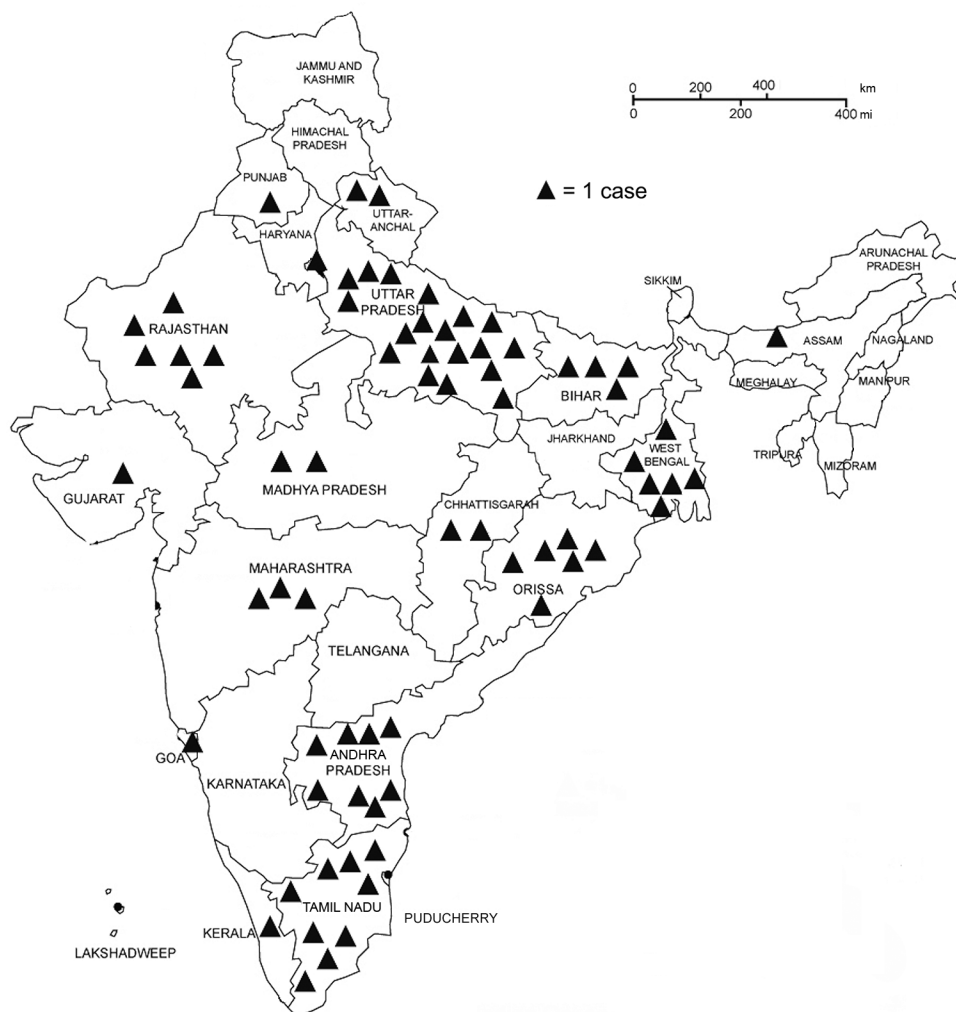 JAMMU AND
KASHMIR
0 200 400 km
200 400 mi
HIMACHAL
PRADESH
PUNJAB
= 1 case
UTTAR-
ANCHAL
HARYANA
ARUNACHAL
PRADESH
SIKKIM
UTTAR
PRADESH
RAJASTHAN
ASSAM
NAGALAND
MEGHALAY
MANIPUR
BIHAR
JHARKHAND
WEST
BENGAL
TRIPURA
MIZORAM
MADHYA PRADESH
GUJARAT
CHHATTISGARAH
MAHARASHTRA
ORISSA
TELANGANA
GOA
ANDHRA
PRADESH
KARNATAKA
TAMIL NADU
PUDUCHERRY
KERALA
LAKSHADWEEP